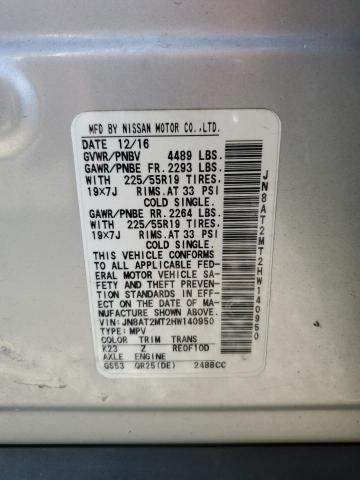 MFD BY NISSAN MOTOR CO.,LTD.
DATE 12/16
GVWR/PNBV 4489 LBS.
GAWR/PNBE FR. 2293 LBS.
WITH 225/55R19 TIRES.
19×7J RIMS. AT 33 PSI
COLD SINGLE.
GAWR/PNBE RR. 2264 LBS.
WITH 225/55R19 TIRES.
19×7J RIMS. AT 33 PSI
COLD SINGLE.
THIS VEHICLE CONFORMS
TO ALL APPLICABLE FED-
ERAL MOTOR VEHICLE SAF-
ETY AND THEFT PREVENTION
STANDARDS IN EFF-
ECT ON THE DATE OF MA-
NUFACTURE SHOWN ABOVE.
VIN:JN8AT2MT2HW140950
TYPE: MPV
COLOR TRIM TRANS
K23 Z RE0F10D
AXLE ENGINE
GS53 QR25(DE) 2488CC
JN8AT2MT2HW140950